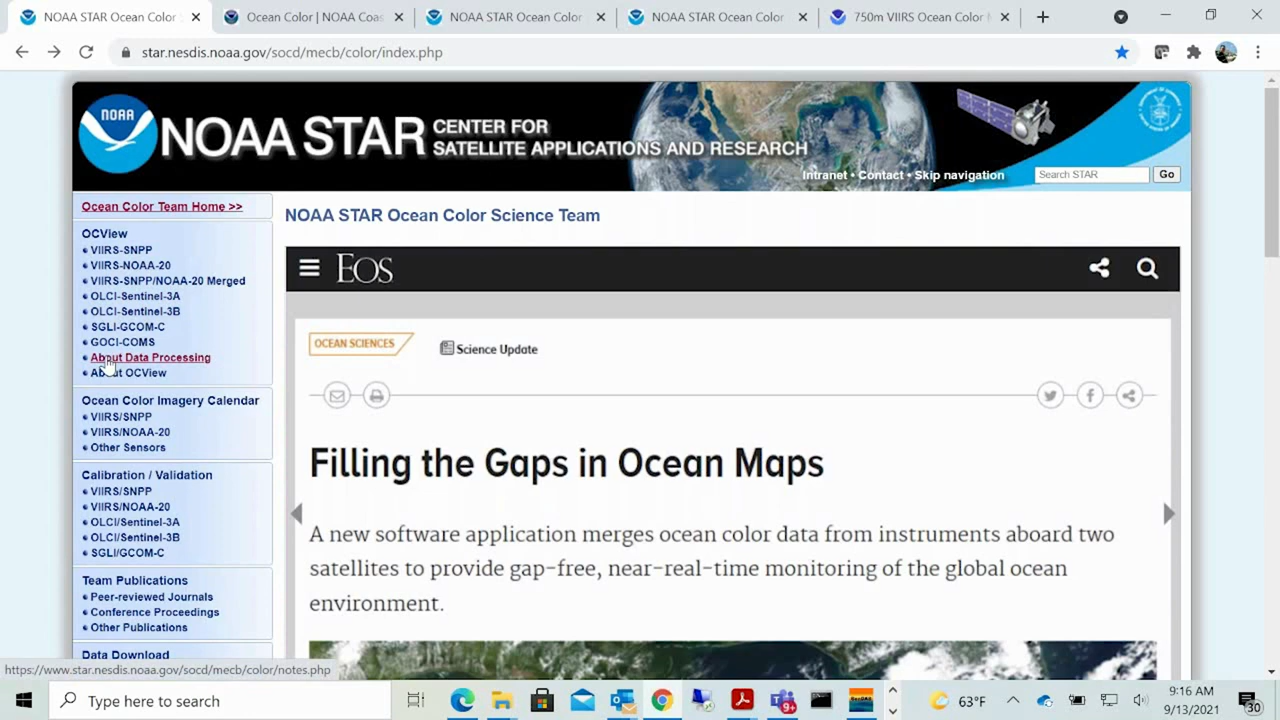 NOAA STAR Ocean Color
Ocean Color | NOAA Coas
NOAA STAR Ocean Color
NOAA STAR Ocean Color
750m VIIRS Ocean Color
star.nesdis.noaa.gov/socd/mecb/color/index.php
NOAA
NOAA STAR CENTER FOR
SATELLITE APPLICATIONS AND RESEARCH
Intranet • Contact • Skip navigation
Search STAR
Go
Ocean Color Team Home >>
OCView
VIIRS-SNPP
VIIRS-NOAA-20
VIIRS-SNPP/NOAA-20 Merged
OLCI-Sentinel-3A
OLCI-Sentinel-3B
SGLI-GCOM-C
GOCI-COMS
About Data Processing
About OCView
Ocean Color Imagery Calendar
VIIRS/SNPP
VIIRS/NOAA-20
Other Sensors
Calibration / Validation
VIIRS/SNPP
VIIRS/NOAA-20
OLCI/Sentinel-3A
OLCI/Sentinel-3B
SGLI/GCOM-C
Team Publications
Peer-reviewed Journals
Conference Proceedings
Other Publications
Data Download
NOAA STAR Ocean Color Science Team
Eos
OCEAN SCIENCES
Science Update
Filling the Gaps in Ocean Maps
A new software application merges ocean color data from instruments aboard two
satellites to provide gap-free, near-real-time monitoring of the global ocean
environment.
https://www.star.nesdis.noaa.gov/socd/mecb/color/notes.php
Type here to search
9+
63°F
9:16 AM
9/13/2021
30